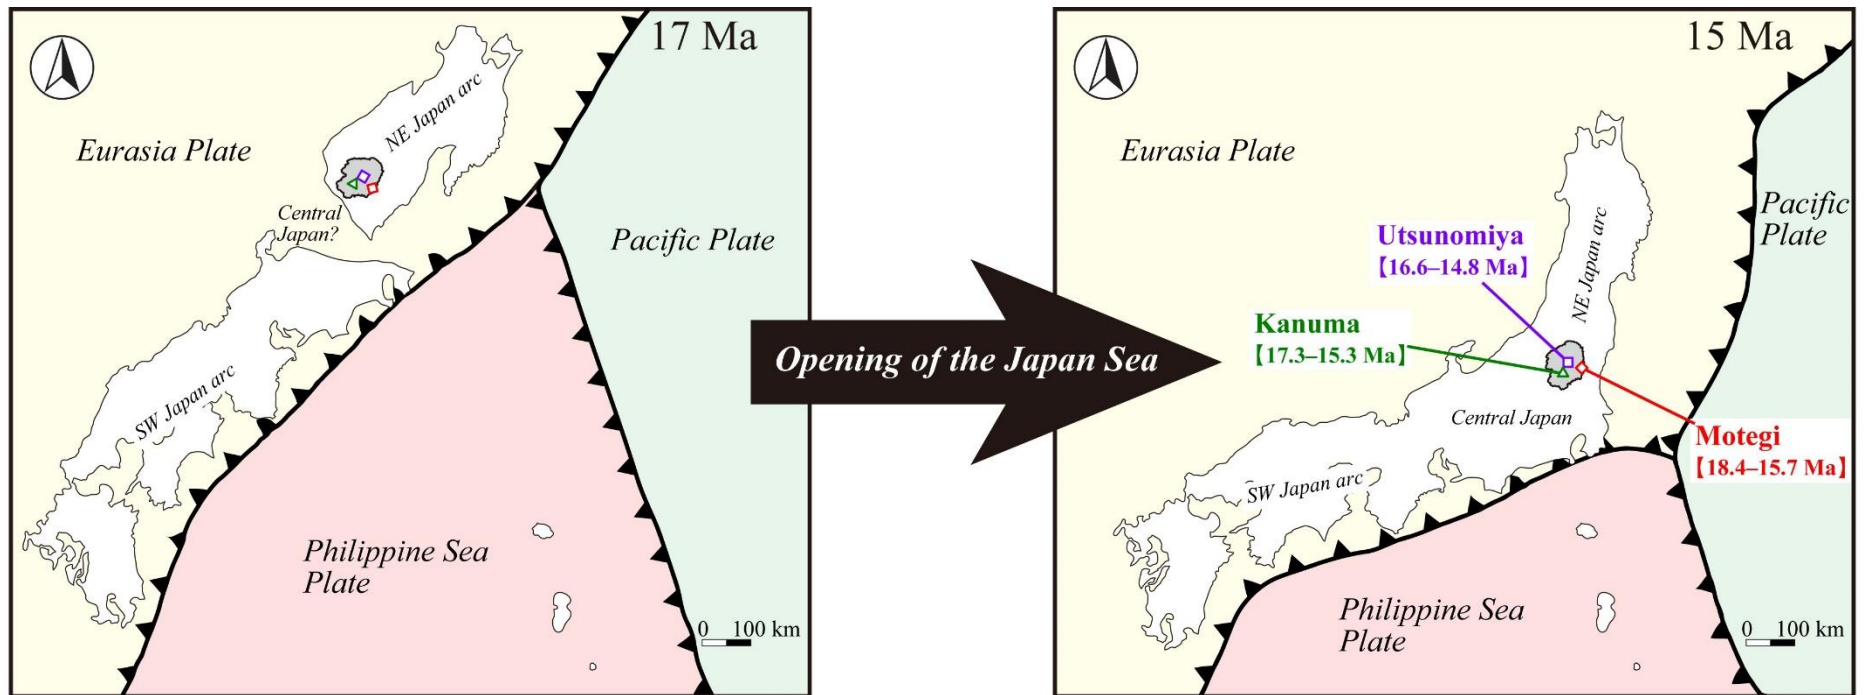 17 Ma
NE Japan arc
Eurasia Plate
Central
Japan?
Pacific Plate
SW Japan arc
Philippine Sea
Plate
0 100 km
Opening of the Japan Sea
15 Ma
Eurasia Plate
Pacific
Plate
NE Japan arc
Utsunomiya
【16.6–14.8 Ma】
Kanuma
【17.3–15.3 Ma】
Central Japan
Motegi
【18.4–15.7 Ma】
SW Japan arc
Philippine Sea
Plate
0 100 km